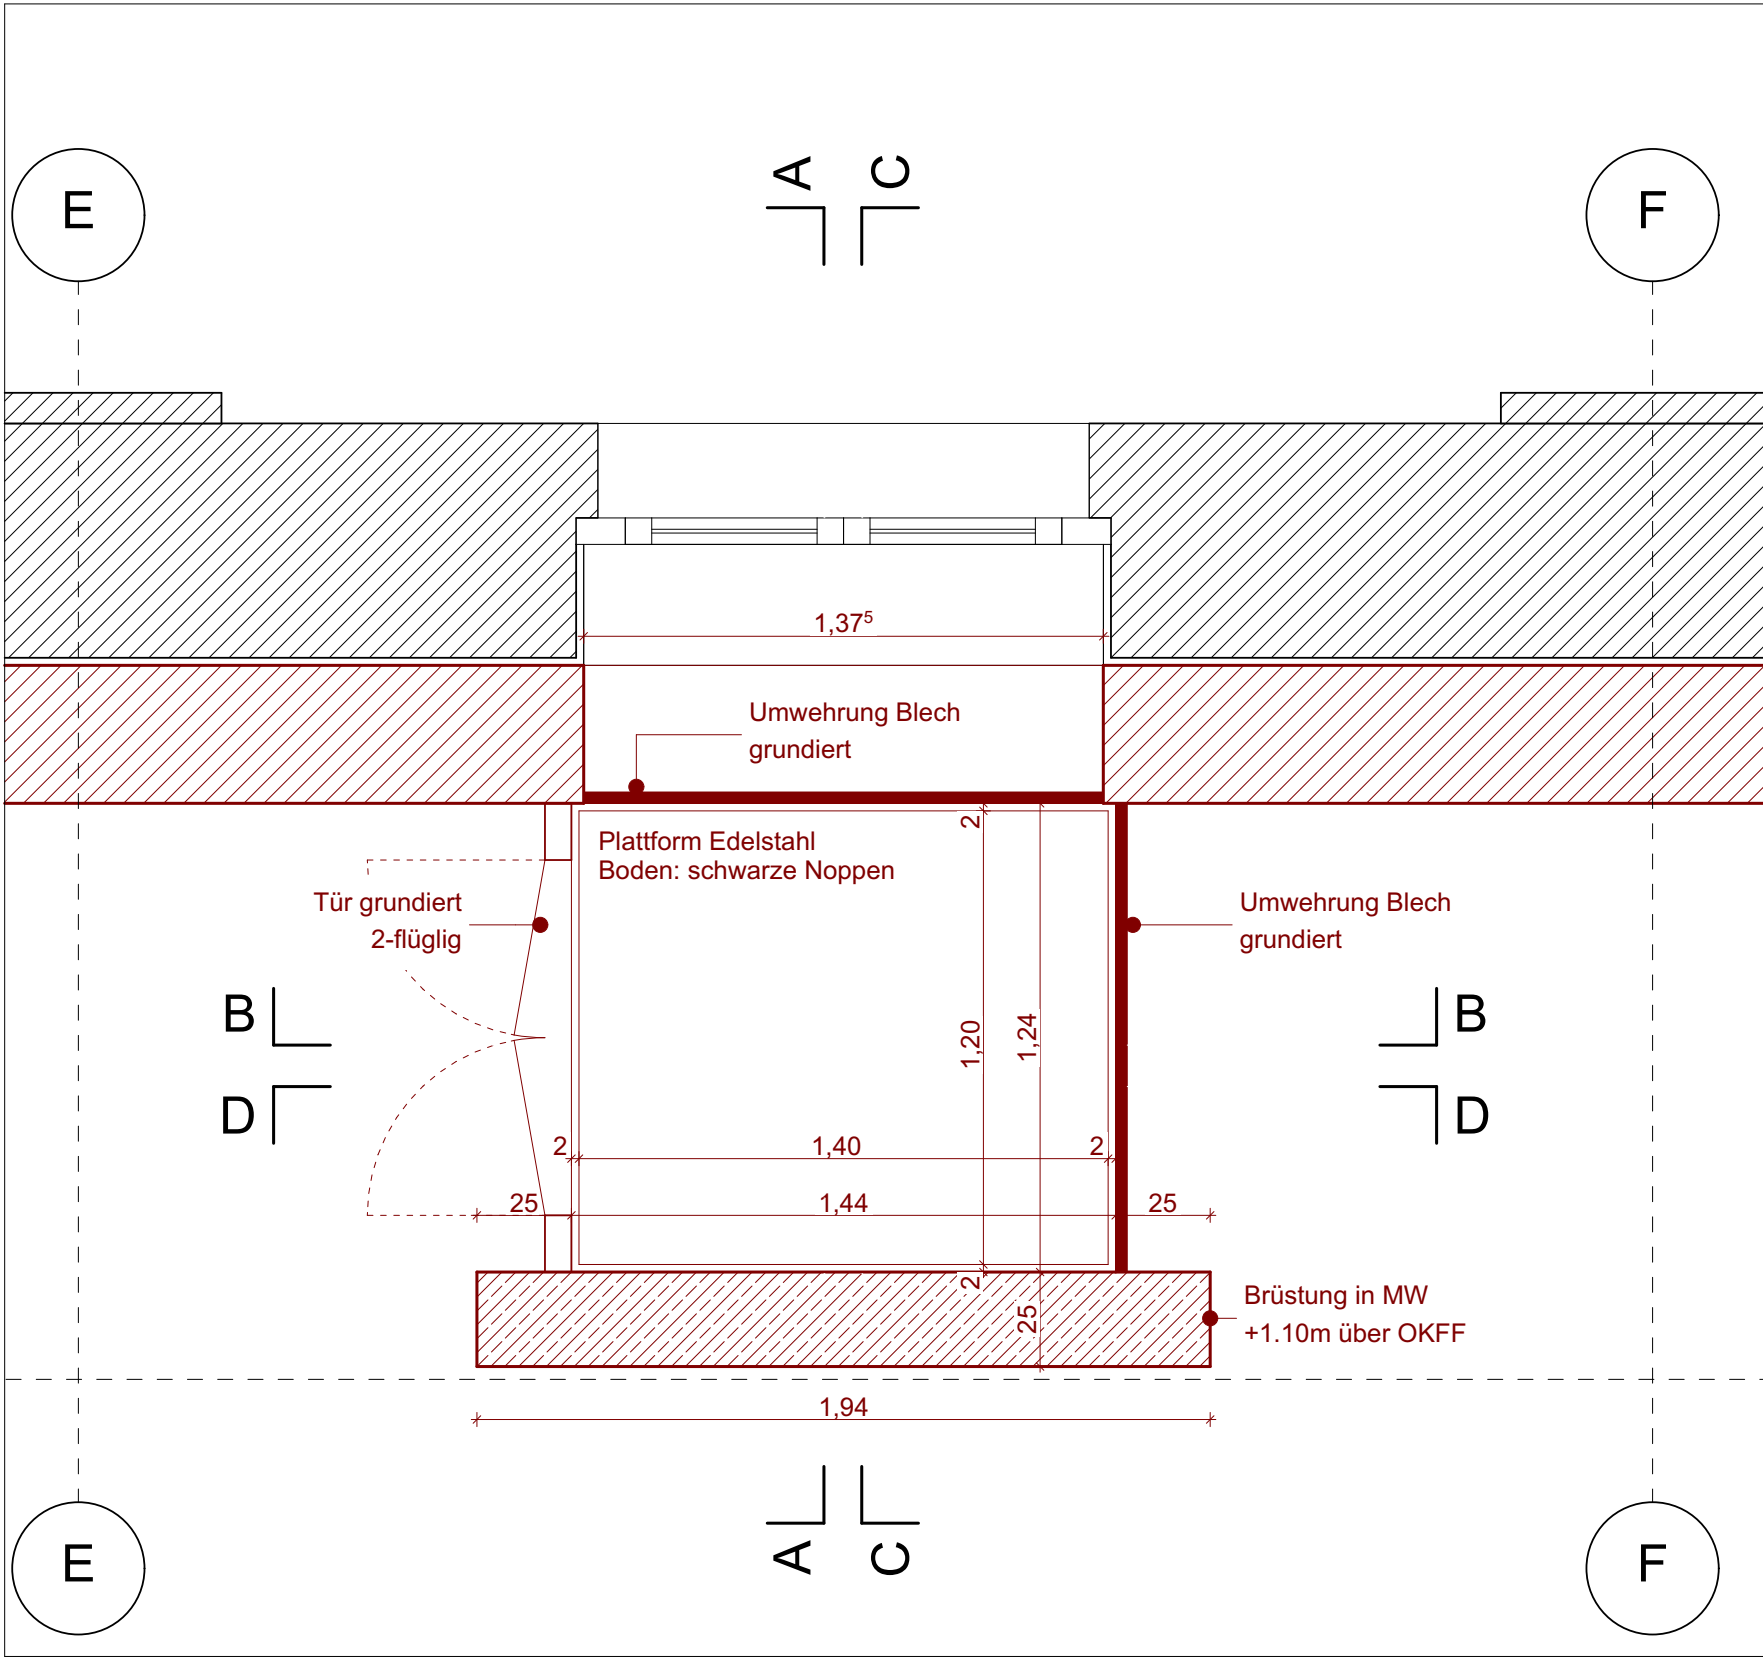 A C
E F
1,37⁵
Umwehrung Blech
grundiert
2
Plattform Edelstahl
Boden: schwarze Noppen
Tür grundiert
2-flüglig
Umwehrung Blech
grundiert
B B
1,20 1,24
D D
2 1,40 2
25 1,44 25
2
25
Brüstung in MW
+1.10m über OKFF
1,94
A C
E F